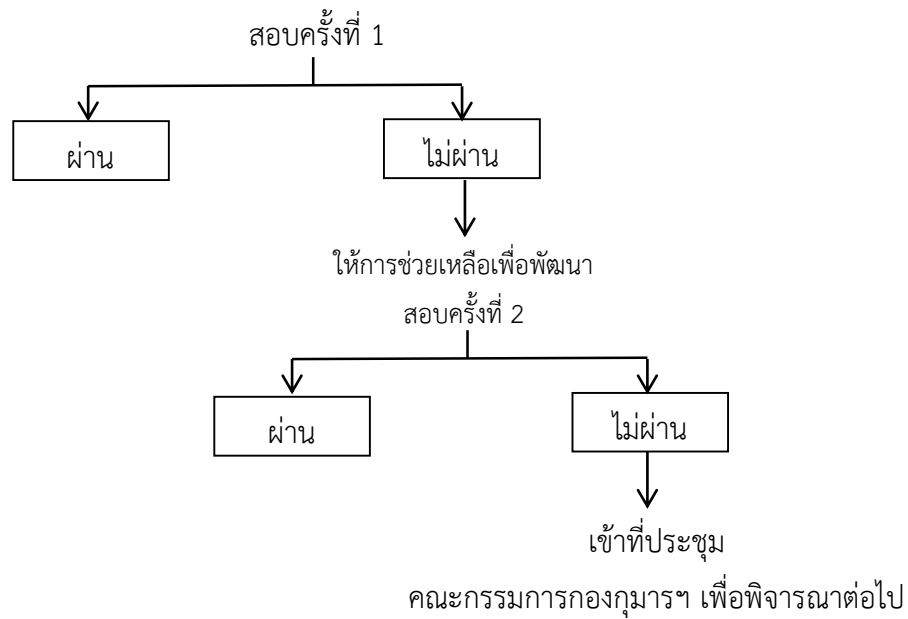 สอบครั้งที่ 1
ผ่าน
ไม่ผ่าน
ให้การช่วยเหลือเพื่อพัฒนา
สอบครั้งที่ 2
ผ่าน
ไม่ผ่าน
เข้าที่ประชุม
คณะกรรมการกองกุมารฯ เพื่อพิจารณาต่อไป